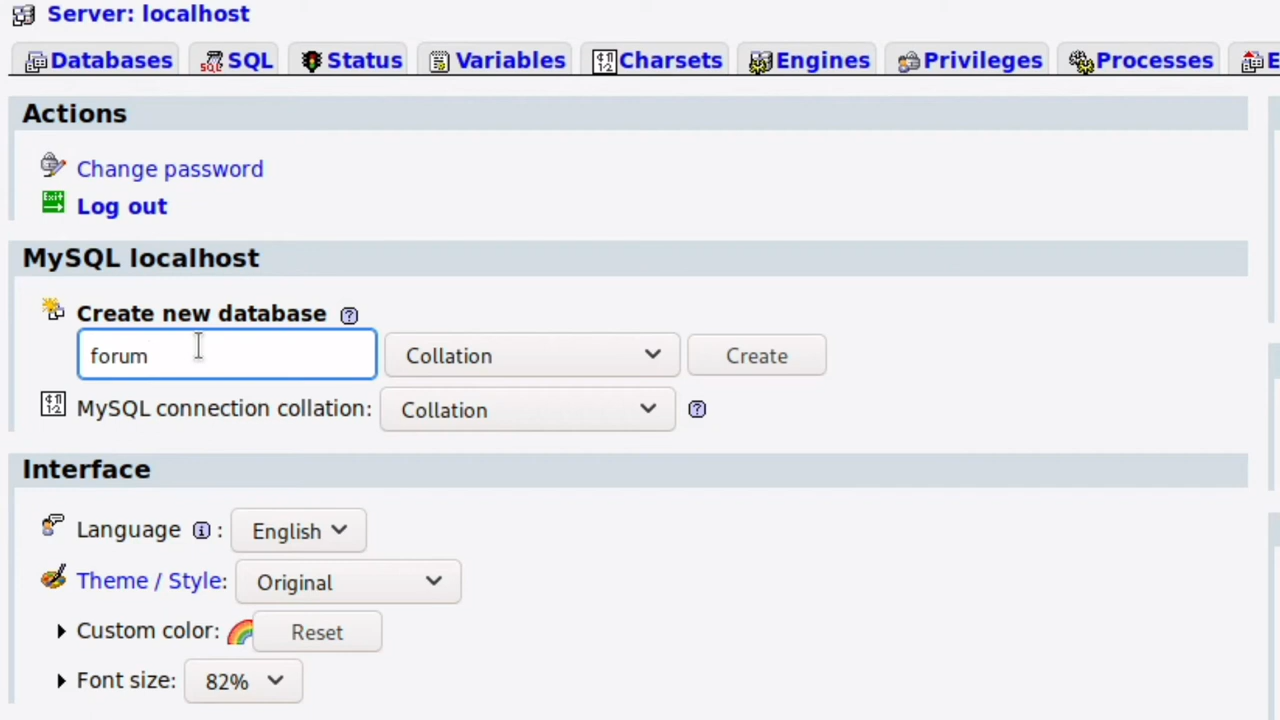 Server: localhost
Databases SQL Status Variables Charsets Engines Privileges Processes E
Actions
Change password
Exit
Log out
MySQL localhost
Create new database
forum Collation Create
MySQL connection collation: Collation
Interface
Language : English
Theme / Style: Original
Custom color: Reset
Font size: 82%